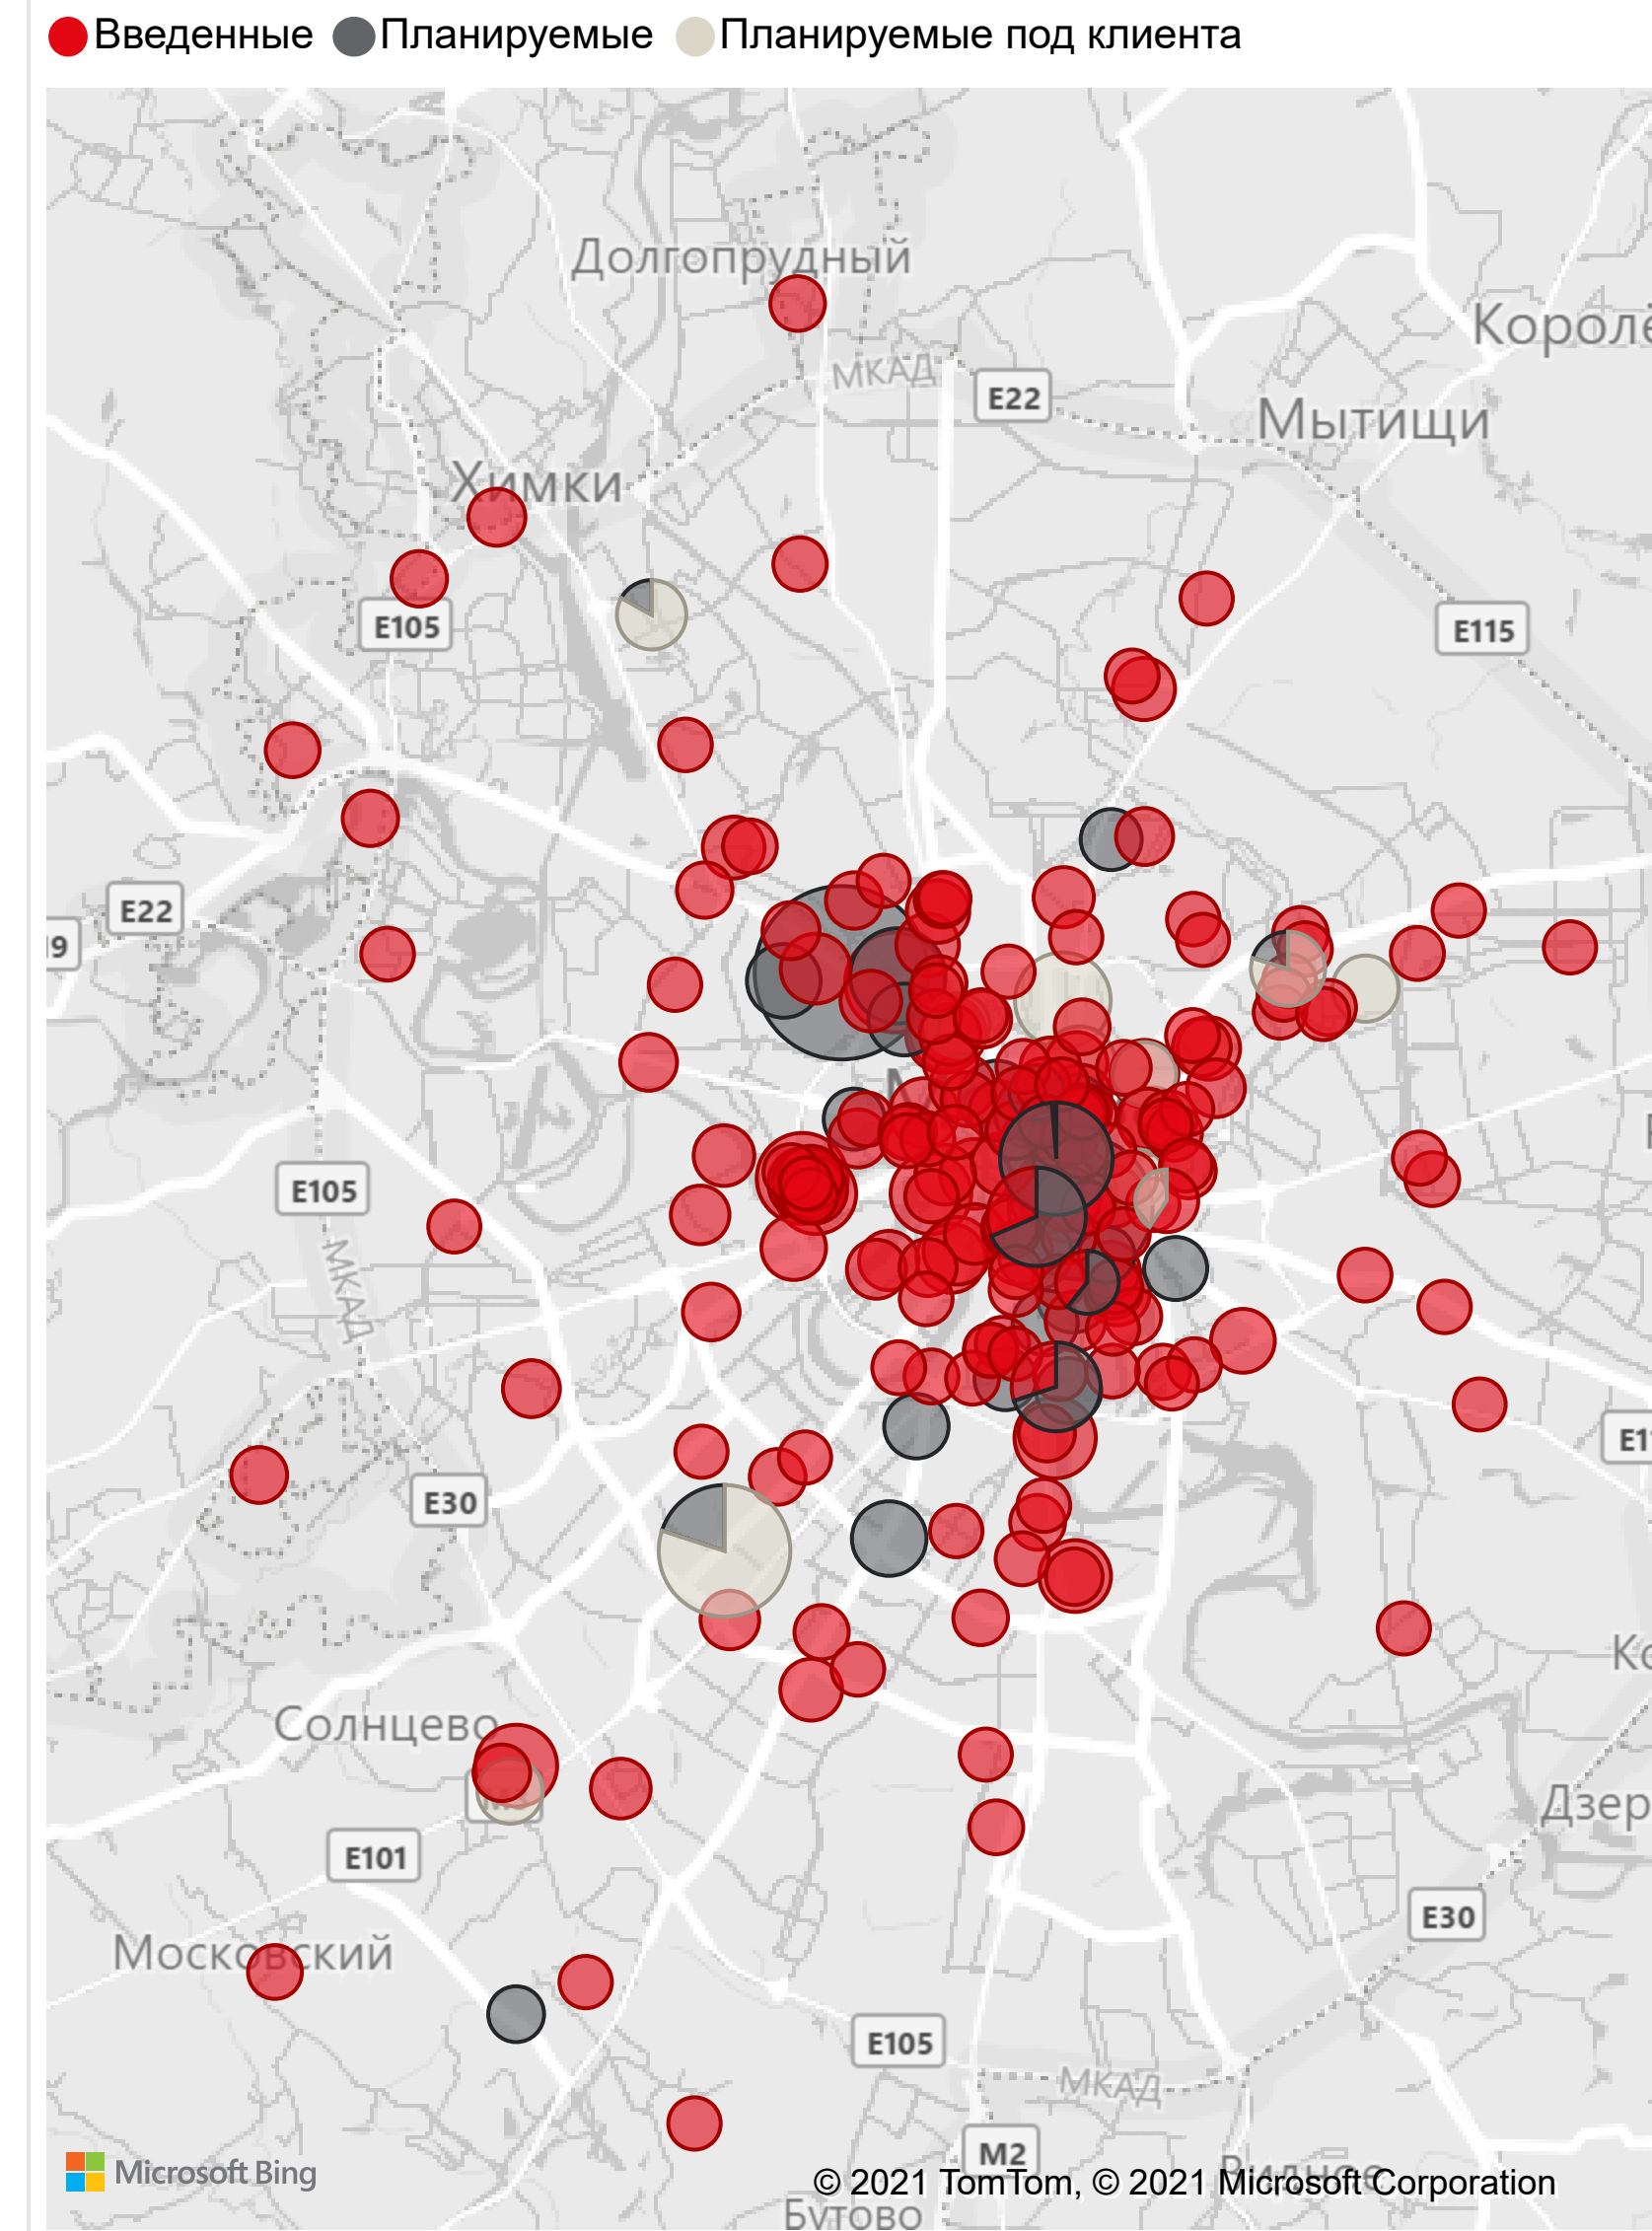 Введенные Планируемые Планируемые под клиента
Долгопрудный
МКАД
E22
Мытищи
Химки
E105
E115
E22
E105
МКАД
E30
Солнцево
E101
E30
Московский
E105
МКАД
M2
Microsoft Bing
© 2021 TomTom, © 2021 Microsoft Corporation
Бутово